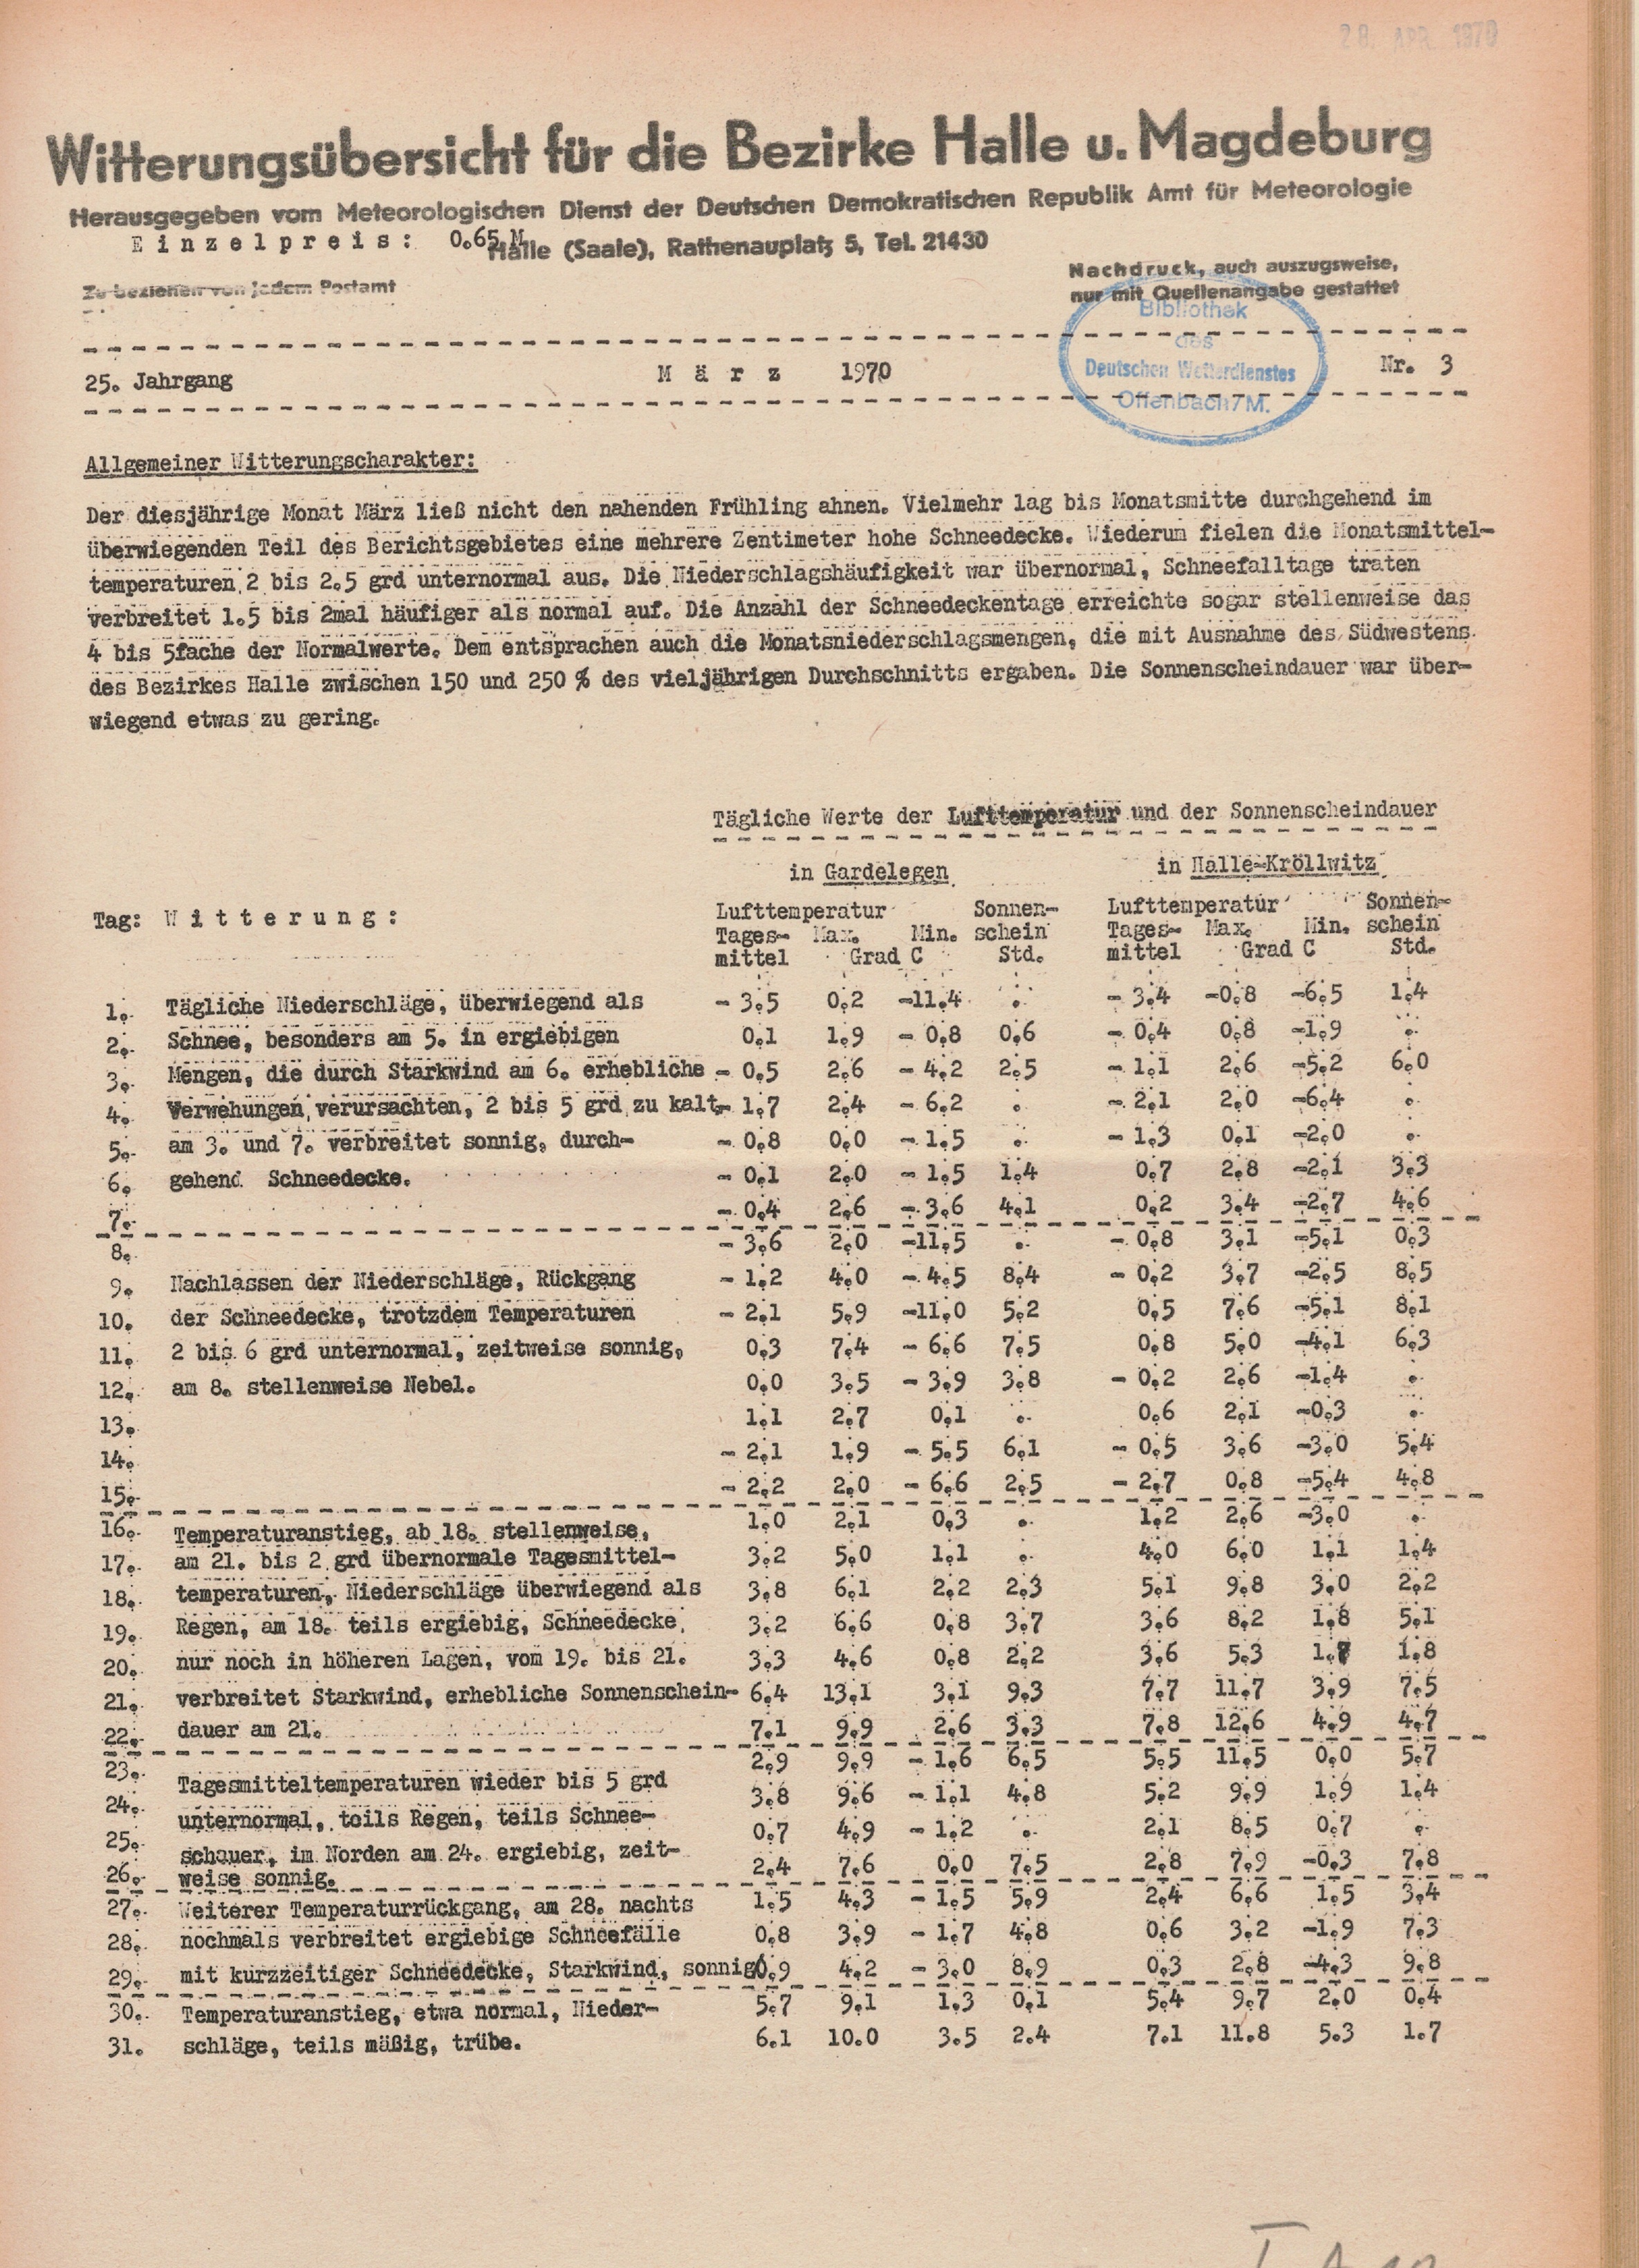 28. APR. 1970
Witterungsübersicht für die Bezirke Halle u. Magdeburg
Herausgegeben vom Meteorologischen Dienst der Deutschen Demokratischen Republik Amt für Meteorologie
Einzelpreis: 0.65 M Halle (Saale), Rathenauplatz 5, Tel. 21430
Zu beziehen von jedem Postamt
Nachdruck, auch auszugsweise,
nur mit Quellenangabe gestattet
Bibliothek
des
Deutschen Wetterdienstes
Offenbach/M.
25. Jahrgang März 1970 Nr. 3
Allgemeiner Witterungscharakter:
Der diesjährige Monat März ließ nicht den nahenden Frühling ahnen. Vielmehr lag bis Monatsmitte durchgehend im
überwiegenden Teil des Berichtsgebietes eine mehrere Zentimeter hohe Schneedecke. Wiederum fielen die Monatsmittel-
temperaturen 2 bis 2.5 grd unternormal aus. Die Niederschlagshäufigkeit war übernormal, Schneefalltage traten
verbreitet 1.5 bis 2mal häufiger als normal auf. Die Anzahl der Schneedeckentage erreichte sogar stellenweise das
4 bis 5fache der Normalwerte. Dem entsprachen auch die Monatsniederschlagsmengen, die mit Ausnahme des Südwestens
des Bezirkes Halle zwischen 150 und 250 % des vieljährigen Durchschnitts ergaben. Die Sonnenscheindauer war über-
wiegend etwas zu gering.
Tägliche Werte der Lufttemperatur und der Sonnenscheindauer
in Gardelegen in Halle-Kröllwitz
Tag: Witterung: Lufttemperatur Sonnen- Lufttemperatur Sonnen-
Tages- Max. Min. schein Tages- Max. Min. schein
mittel Grad C Std. mittel Grad C Std.
1. Tägliche Niederschläge, überwiegend als - 3.5 0.2 -11.4 . - 3.4 -0.8 -6.5 1.4
2. Schnee, besonders am 5. in ergiebigen 0.1 1.9 - 0.8 0.6 - 0.4 0.8 -1.9 .
3. Mengen, die durch Starkwind am 6. erhebliche - 0.5 2.6 - 4.2 2.5 - 1.1 2.6 -5.2 6.0
4. Verwehungen verursachten, 2 bis 5 grd zu kalt, - 1.7 2.4 - 6.2 . - 2.1 2.0 -6.4 .
5. am 3. und 7. verbreitet sonnig, durch- - 0.8 0.0 - 1.5 . - 1.3 0.1 -2.0 .
6. gehend Schneedecke. - 0.1 2.0 - 1.5 1.4 0.7 2.8 -2.1 3.3
7. - 0.4 2.6 - 3.6 4.1 0.2 3.4 -2.7 4.6
8. - 3.6 2.0 -11.5 . - 0.8 3.1 -5.1 0.3
9. Nachlassen der Niederschläge, Rückgang - 1.2 4.0 - 4.5 8.4 - 0.2 3.7 -2.5 8.5
10. der Schneedecke, trotzdem Temperaturen - 2.1 5.9 -11.0 5.2 0.5 7.6 -5.1 8.1
11. 2 bis 6 grd unternormal, zeitweise sonnig, 0.3 7.4 - 6.6 7.5 0.8 5.0 -4.1 6.3
12. am 8. stellenweise Nebel. 0.0 3.5 - 3.9 3.8 - 0.2 2.6 -1.4 .
13. 1.1 2.7 0.1 . 0.6 2.1 -0.3 .
14. - 2.1 1.9 - 5.5 6.1 - 0.5 3.6 -3.0 5.4
15. - 2.2 2.0 - 6.6 2.5 - 2.7 0.8 -5.4 4.8
16. Temperaturanstieg, ab 18. stellenweise, 1.0 2.1 0.3 . 1.2 2.6 -3.0 .
17. am 21. bis 2 grd übernormale Tagesmittel- 3.2 5.0 1.1 . 4.0 6.0 1.1 1.4
18. temperaturen, Niederschläge überwiegend als 3.8 6.1 2.2 2.3 5.1 9.8 3.0 2.2
19. Regen, am 18. teils ergiebig, Schneedecke 3.2 6.6 0.8 3.7 3.6 8.2 1.8 5.1
20. nur noch in höheren Lagen, vom 19. bis 21. 3.3 4.6 0.8 2.2 3.6 5.3 1.7 1.8
21. verbreitet Starkwind, erhebliche Sonnenschein- 6.4 13.1 3.1 9.3 7.7 11.7 3.9 7.5
22. dauer am 21. 7.1 9.9 2.6 3.3 7.8 12.6 4.9 4.7
23. Tagesmitteltemperaturen wieder bis 5 grd 2.9 9.9 - 1.6 6.5 5.5 11.5 0.0 5.7
24. unternormal, teils Regen, teils Schnee- 3.8 9.6 - 1.1 4.8 5.2 9.9 1.9 1.4
25. schauer, im Norden am 24. ergiebig, zeit- 0.7 4.9 - 1.2 . 2.1 8.5 0.7 .
26. weise sonnig. 2.4 7.6 0.0 7.5 2.8 7.9 -0.3 7.8
27. Weiterer Temperaturrückgang, am 28. nachts 1.5 4.3 - 1.5 5.9 2.4 6.6 1.5 3.4
28. nochmals verbreitet ergiebige Schneefälle 0.8 3.9 - 1.7 4.8 0.6 3.2 -1.9 7.3
29. mit kurzzeitiger Schneedecke, Starkwind, sonnig 0.9 4.2 - 3.0 8.9 0.3 2.8 -4.3 9.8
30. Temperaturanstieg, etwa normal, Nieder- 5.7 9.1 1.3 0.1 5.4 9.7 2.0 0.4
31. schläge, teils mäßig, trübe. 6.1 10.0 3.5 2.4 7.1 11.8 5.3 1.7